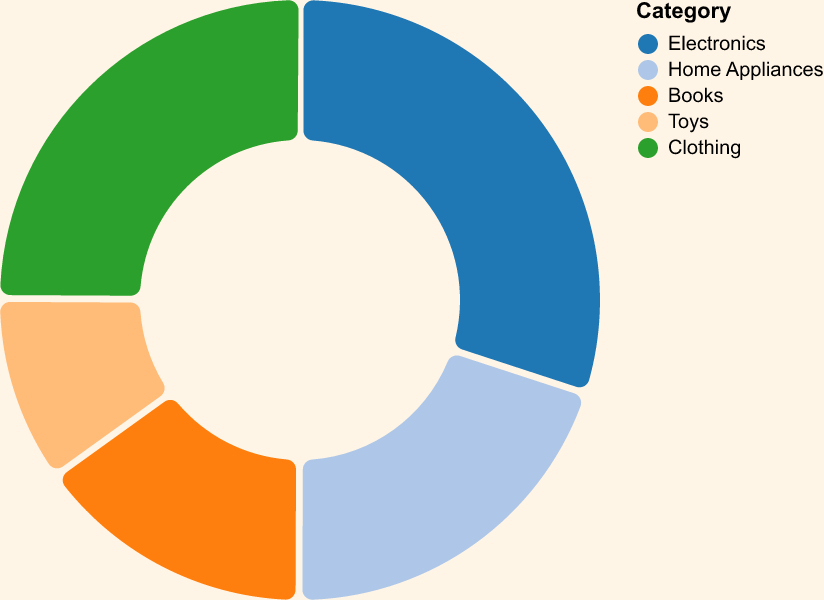 Category
Electronics
Home Appliances
Books
Toys
Clothing